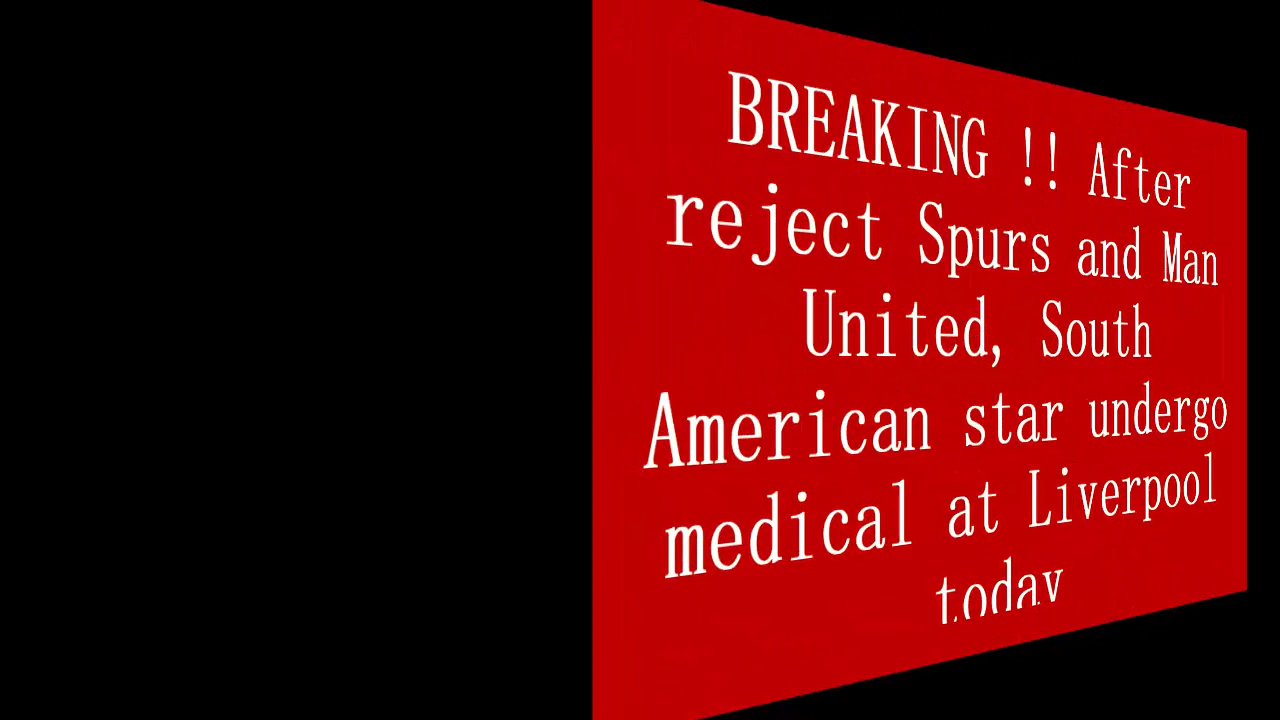 BREAKING !! After
reject Spurs and Man
United, South
American star undergo
medical at Liverpool
today